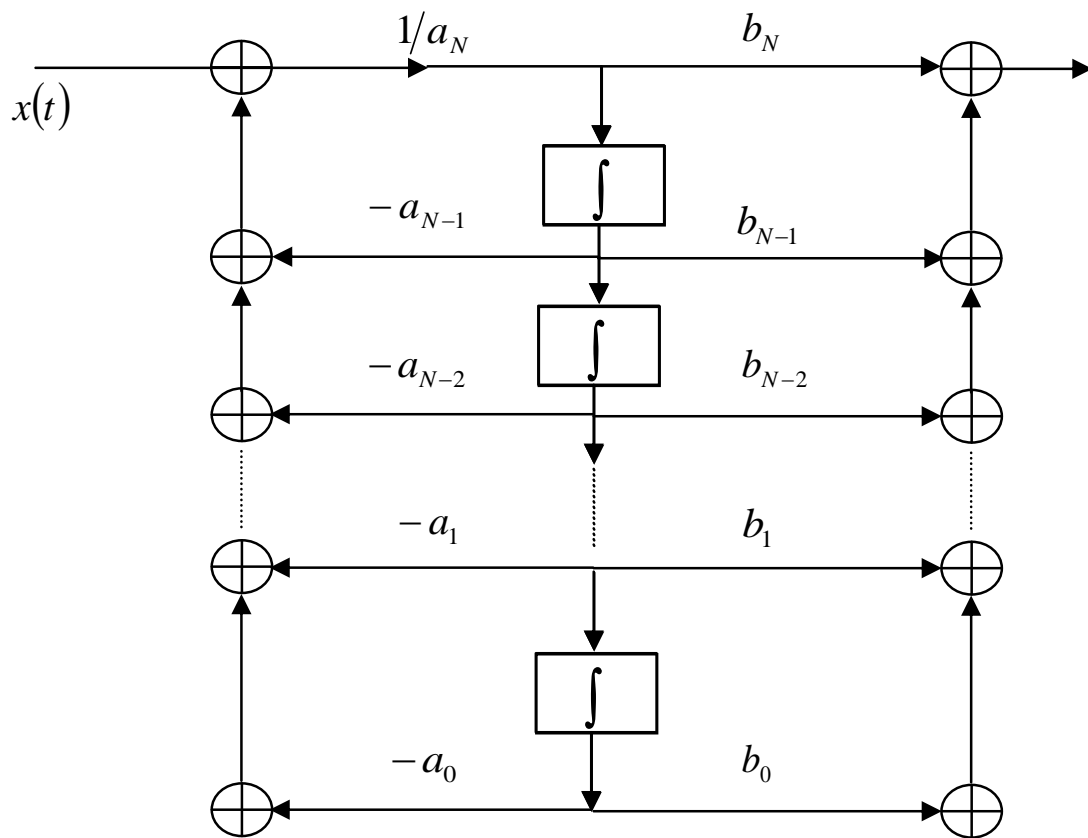 1/a_N b_N
x(t)
∫
-a_{N-1} b_{N-1}
∫
-a_{N-2} b_{N-2}
-a_1 b_1
∫
-a_0 b_0